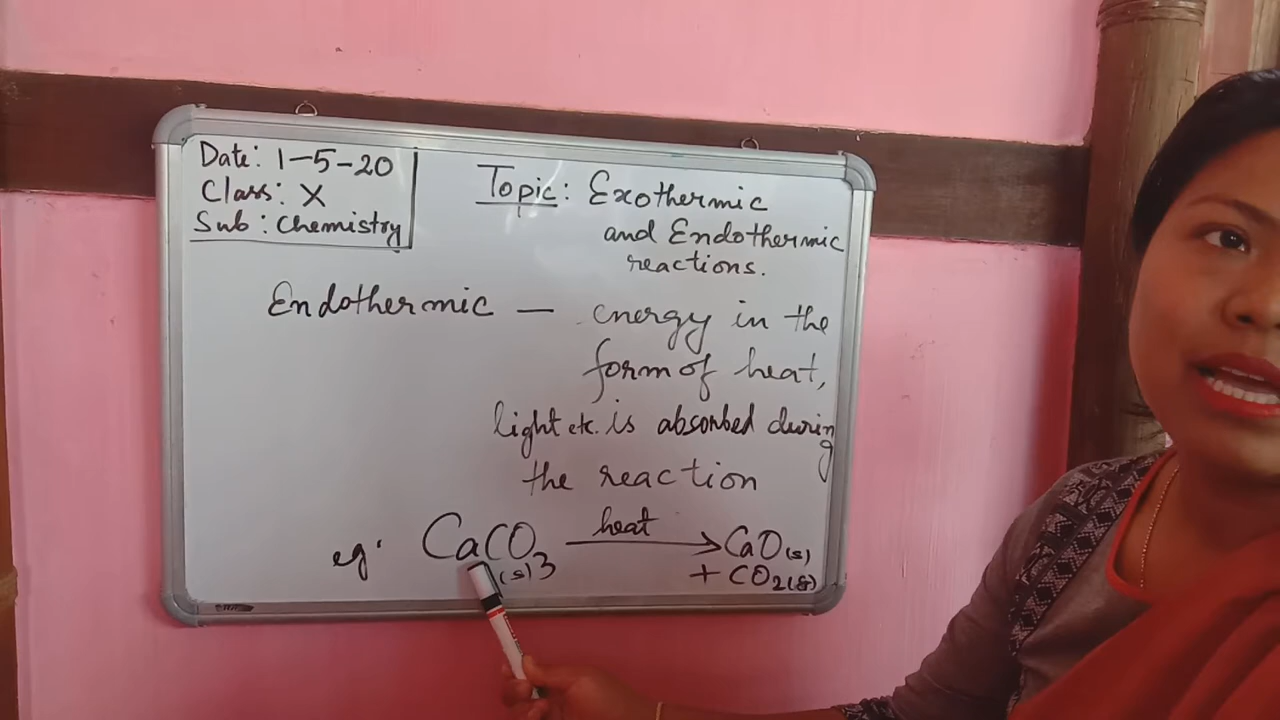 Date: 1-5-20
Class: X
Sub: Chemistry
Topic: Exothermic
and Endothermic
reactions.
Endothermic — energy in the
form of heat,
light etc. is absorbed during
the reaction
eg: CaCO3(s) heat → CaO(s)
+ CO2(g)